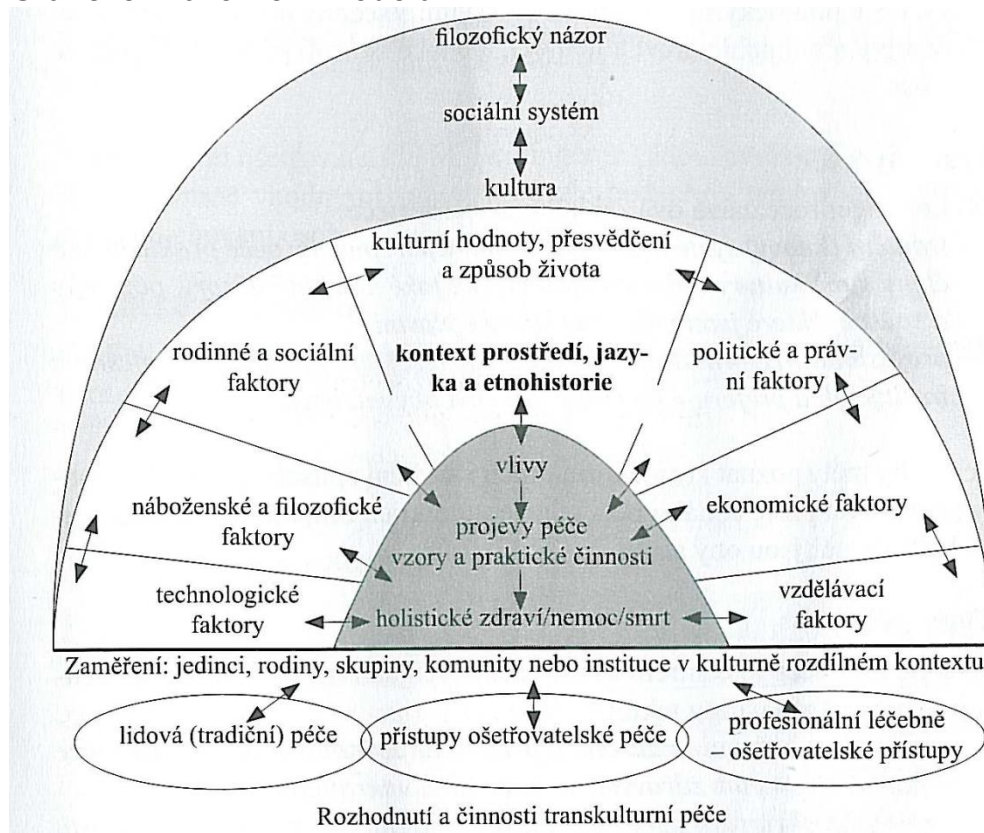 filozofický názor
sociální systém
kultura
kulturní hodnoty, přesvědčení
a způsob života
rodinné a sociální
faktory
kontext prostředí, jazy-
ka a etnohistorie
politické a práv-
ní faktory
vlivy
náboženské a filozofické
faktory
projevy péče
vzory a praktické činnosti
ekonomické faktory
technologické
faktory
holistické zdraví/nemoc/smrt
vzdělávací
faktory
Zaměření: jedinci, rodiny, skupiny, komunity nebo instituce v kulturně rozdílném kontextu
lidová (tradiční) péče
přístupy ošetřovatelské péče
profesionální léčebně
– ošetřovatelské přístupy
Rozhodnutí a činnosti transkulturní péče